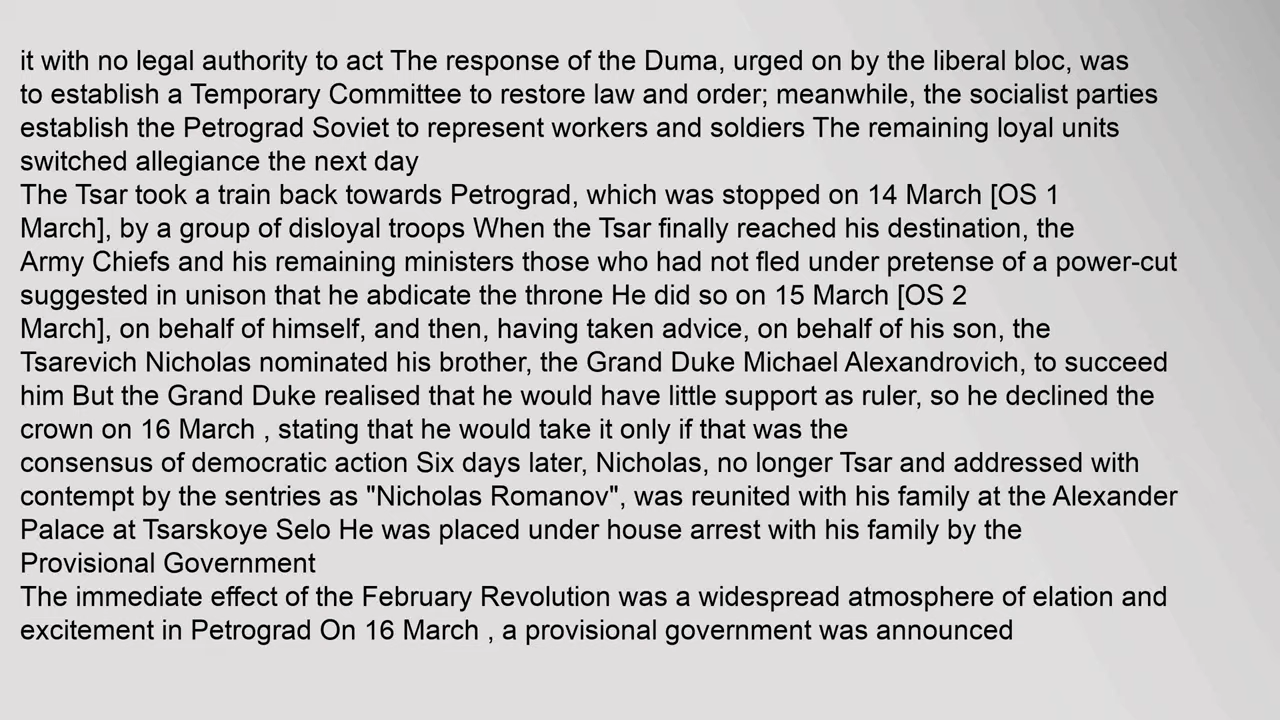 it with no legal authority to act The response of the Duma, urged on by the liberal bloc, was
to establish a Temporary Committee to restore law and order; meanwhile, the socialist parties
establish the Petrograd Soviet to represent workers and soldiers The remaining loyal units
switched allegiance the next day
The Tsar took a train back towards Petrograd, which was stopped on 14 March [OS 1
March], by a group of disloyal troops When the Tsar finally reached his destination, the
Army Chiefs and his remaining ministers those who had not fled under pretense of a power-cut
suggested in unison that he abdicate the throne He did so on 15 March [OS 2
March], on behalf of himself, and then, having taken advice, on behalf of his son, the
Tsarevich Nicholas nominated his brother, the Grand Duke Michael Alexandrovich, to succeed
him But the Grand Duke realised that he would have little support as ruler, so he declined the
crown on 16 March , stating that he would take it only if that was the
consensus of democratic action Six days later, Nicholas, no longer Tsar and addressed with
contempt by the sentries as "Nicholas Romanov", was reunited with his family at the Alexander
Palace at Tsarskoye Selo He was placed under house arrest with his family by the
Provisional Government
The immediate effect of the February Revolution was a widespread atmosphere of elation and
excitement in Petrograd On 16 March , a provisional government was announced